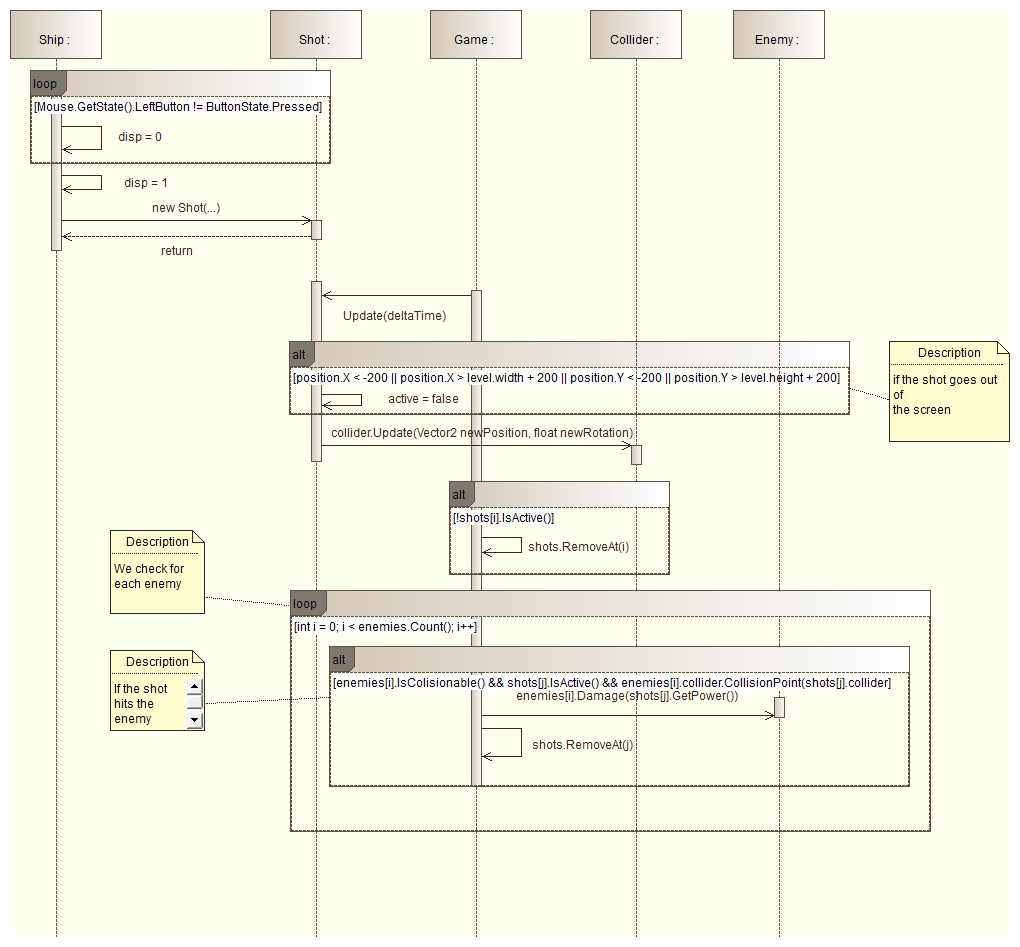 Ship :
Shot :
Game :
Collider :
Enemy :
loop
[Mouse.GetState().LeftButton != ButtonState.Pressed]
disp = 0
disp = 1
new Shot(...)
return
Update(deltaTime)
alt
[position.X < -200 || position.X > level.width + 200 || position.Y < -200 || position.Y > level.height + 200]
active = false
Description
if the shot goes out
of
the screen
collider.Update(Vector2 newPosition, float newRotation)
alt
[!shots[i].IsActive()]
shots.RemoveAt(i)
Description
We check for
each enemy
loop
[int i = 0; i < enemies.Count(); i++]
Description
If the shot
hits the
enemy
alt
[enemies[i].IsColisionable() && shots[j].IsActive() && enemies[i].collider.CollisionPoint(shots[j].collider]
enemies[i].Damage(shots[j].GetPower())
shots.RemoveAt(j)